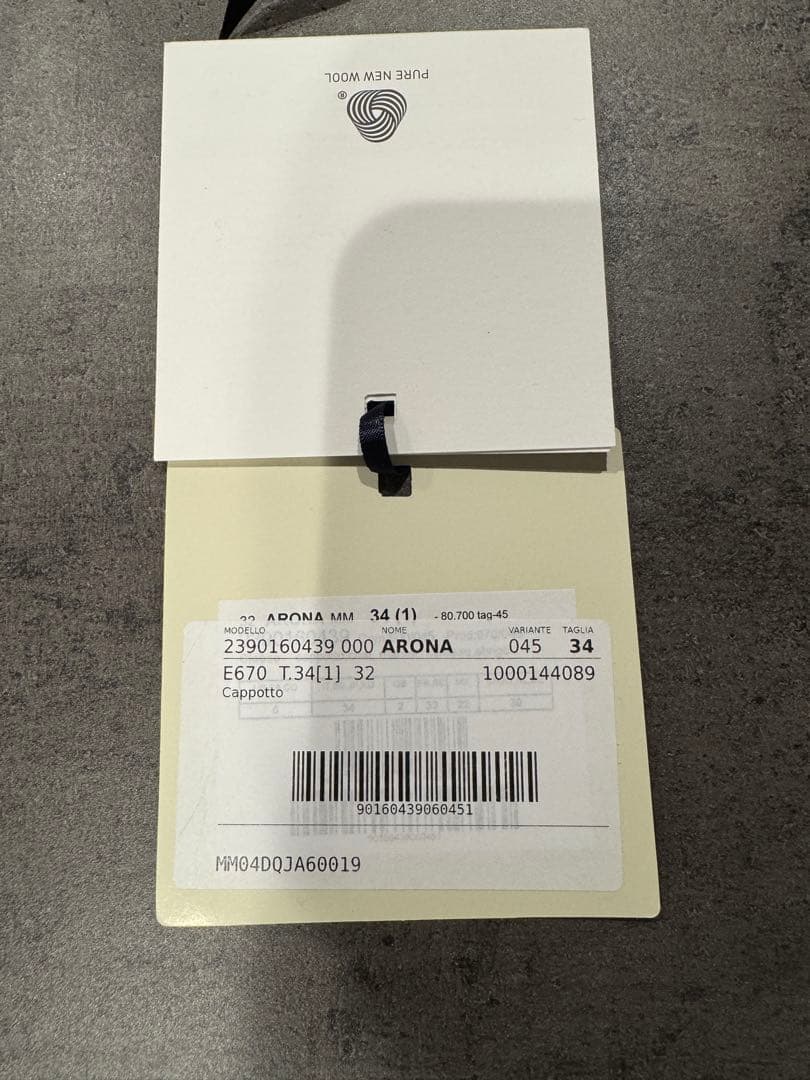 PURE NEW WOOL
®
32 ARONA MM 34 (1) - 80.700 tag-45
MODELLO NOME VARIANTE TAGLIA
2390160439 000 ARONA 045 34
E670 T.34[1] 32 1000144089
Cappotto
90160439060451
MM04DQJA60019